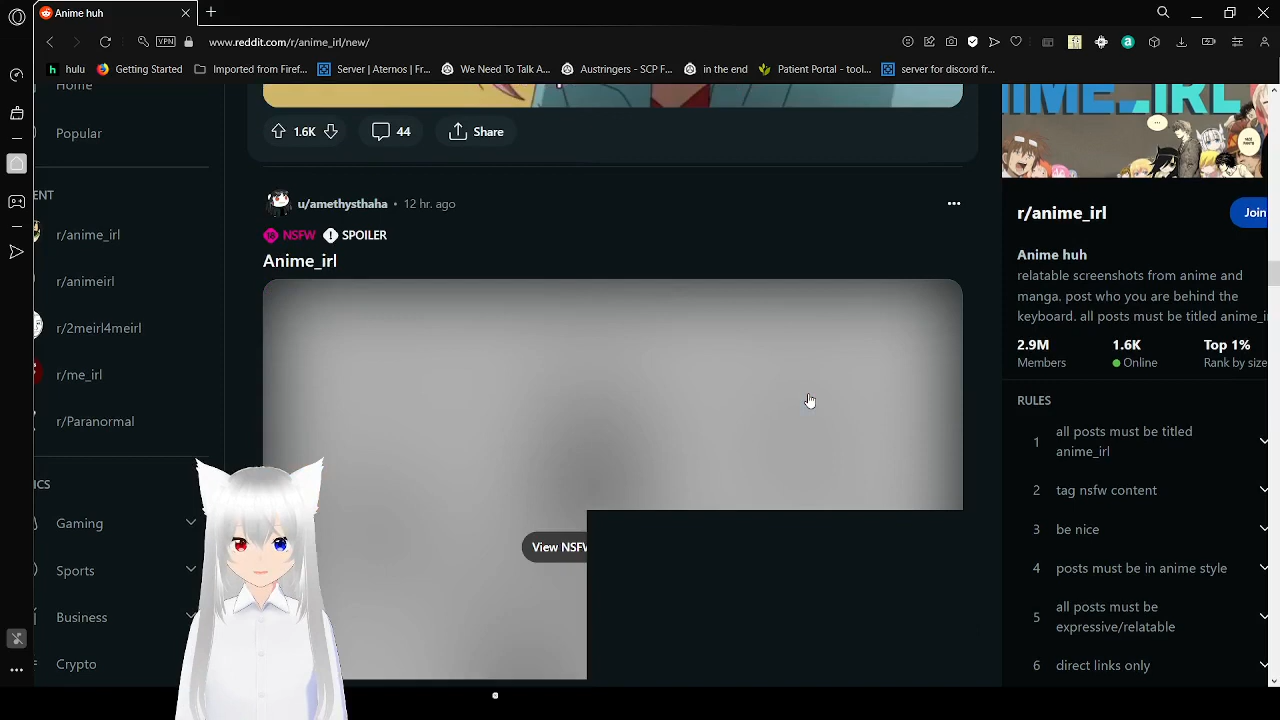 Anime huh
VPN
www.reddit.com/r/anime_irl/new/
hulu
Getting Started
Imported from Firef...
Server | Aternos | Fr...
We Need To Talk A...
Austringers - SCP F...
in the end
Patient Portal - tool...
server for discord fr...
Home
Popular
ENT
r/anime_irl
r/animeirl
r/2meirl4meirl
r/me_irl
r/Paranormal
ICS
Gaming
Sports
Business
Crypto
1.6K
44
Share
u/amethysthaha • 12 hr. ago
18 NSFW ! SPOILER
Anime_irl
View NSFW
r/anime_irl
Join
Anime huh
relatable screenshots from anime and
manga. post who you are behind the
keyboard. all posts must be titled anime_i
2.9M 1.6K Top 1%
Members Online Rank by size
RULES
1 all posts must be titled
anime_irl
2 tag nsfw content
3 be nice
4 posts must be in anime style
5 all posts must be
expressive/relatable
6 direct links only